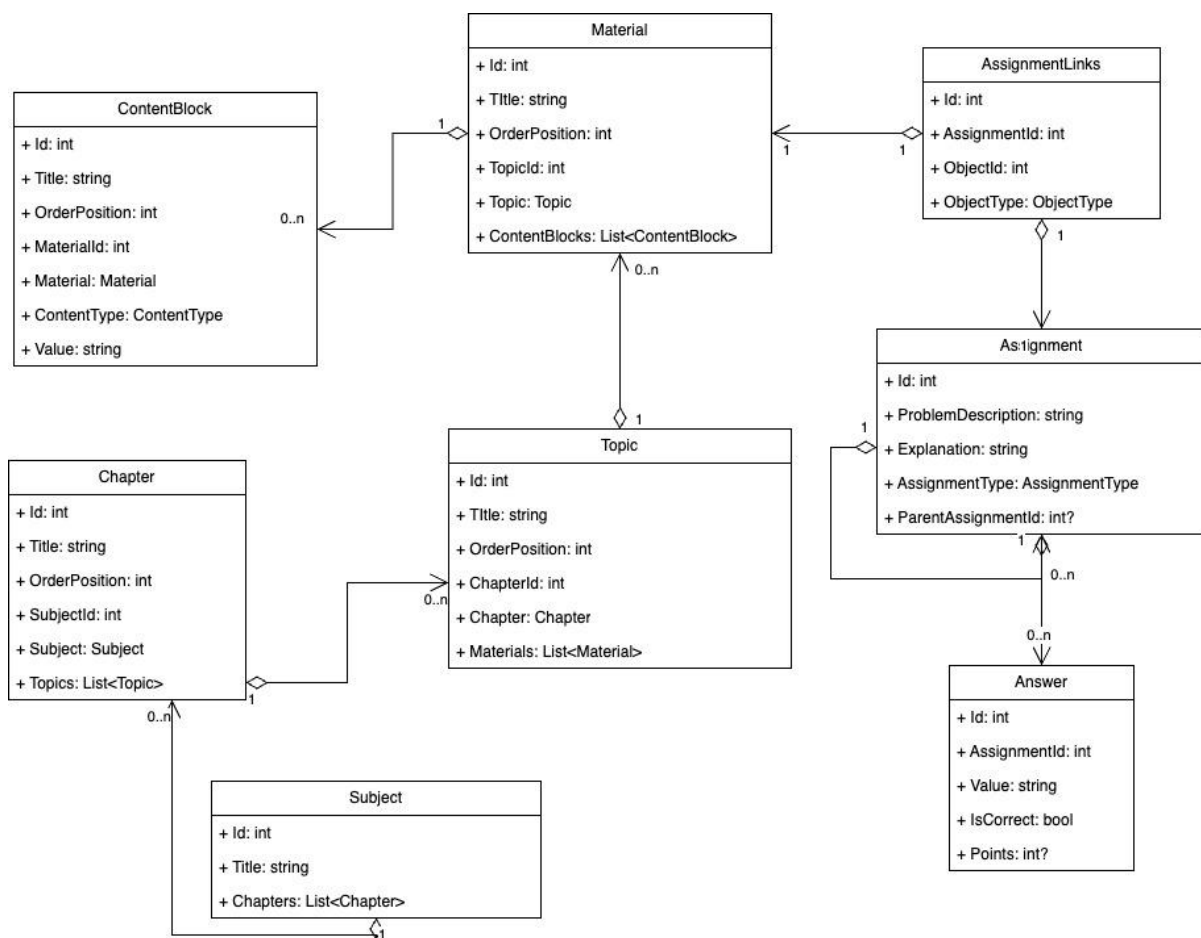 Material
+ Id: int
+ TItle: string
+ OrderPosition: int
+ TopicId: int
+ Topic: Topic
+ ContentBlocks: List<ContentBlock>
AssignmentLinks
+ Id: int
+ AssignmentId: int
+ ObjectId: int
+ ObjectType: ObjectType
ContentBlock
+ Id: int
+ Title: string
+ OrderPosition: int
+ MaterialId: int
+ Material: Material
+ ContentType: ContentType
+ Value: string
1
0..n
1
1
1
0..n
1
Assignment
1
+ Id: int
+ ProblemDescription: string
+ Explanation: string
+ AssignmentType: AssignmentType
+ ParentAssignmentId: int?
1
1
0..n
0..n
Topic
+ Id: int
+ TItle: string
+ OrderPosition: int
+ ChapterId: int
+ Chapter: Chapter
+ Materials: List<Material>
Chapter
+ Id: int
+ Title: string
+ OrderPosition: int
+ SubjectId: int
+ Subject: Subject
+ Topics: List<Topic>
0..n
1
0..n
Answer
+ Id: int
+ AssignmentId: int
+ Value: string
+ IsCorrect: bool
+ Points: int?
Subject
+ Id: int
+ Title: string
+ Chapters: List<Chapter>
1